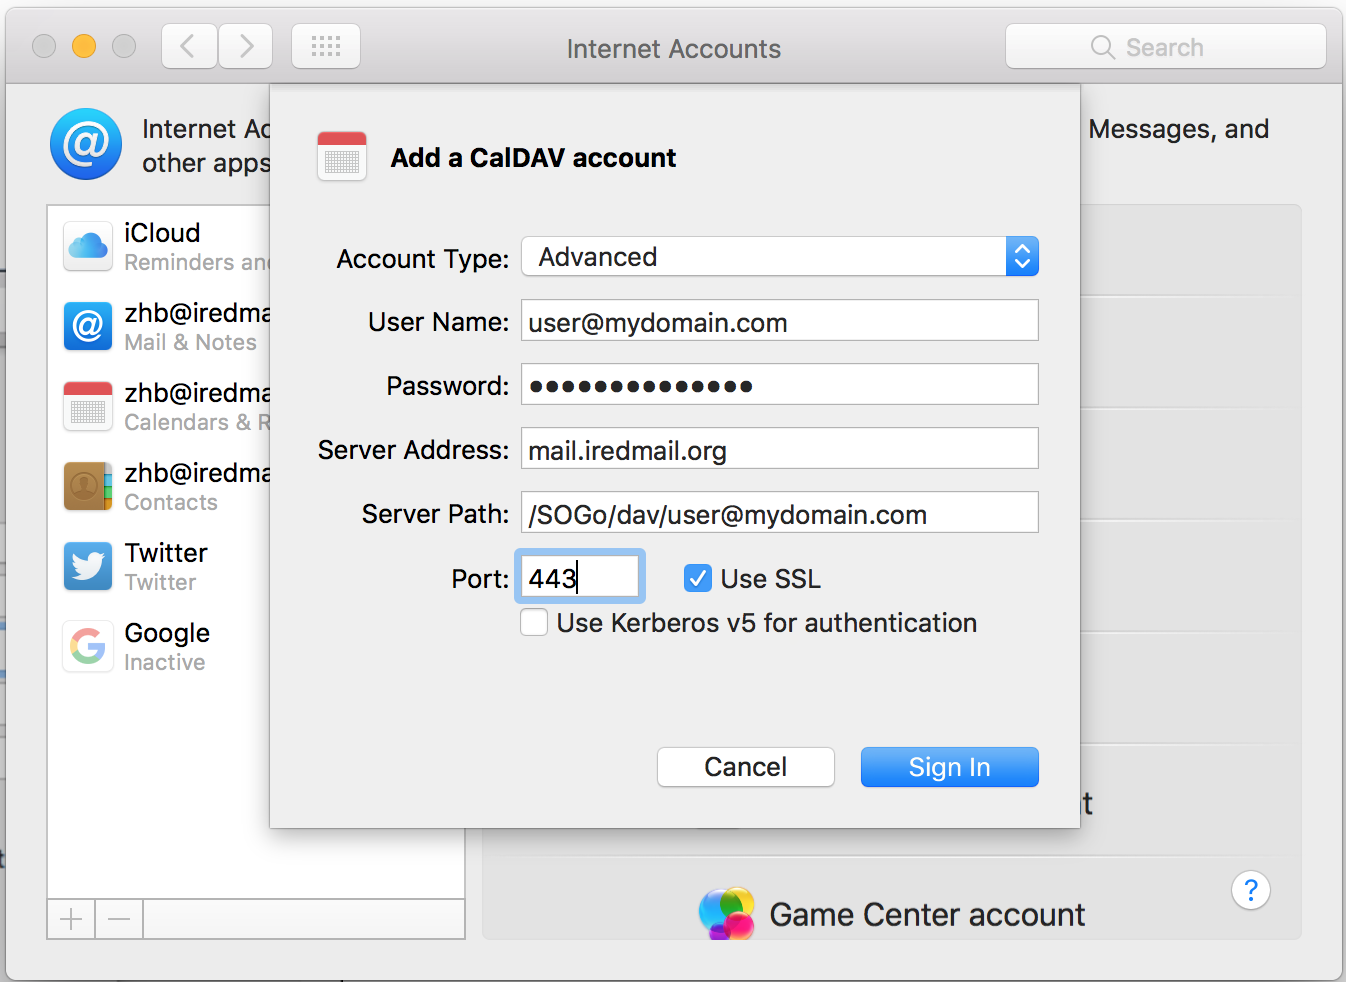 Internet Accounts
Search
Internet Ac
Messages, and
other apps
Add a CalDAV account
iCloud
Reminders an
zhb@iredma
Mail & Notes
zhb@iredma
Calendars & R
zhb@iredma
Contacts
Twitter
Twitter
Google
Inactive
Account Type: Advanced
User Name: user@mydomain.com
Password: ••••••••••••••
Server Address: mail.iredmail.org
Server Path: /SOGo/dav/user@mydomain.com
Port: 443 Use SSL
Use Kerberos v5 for authentication
Cancel Sign In
t
Game Center account
?